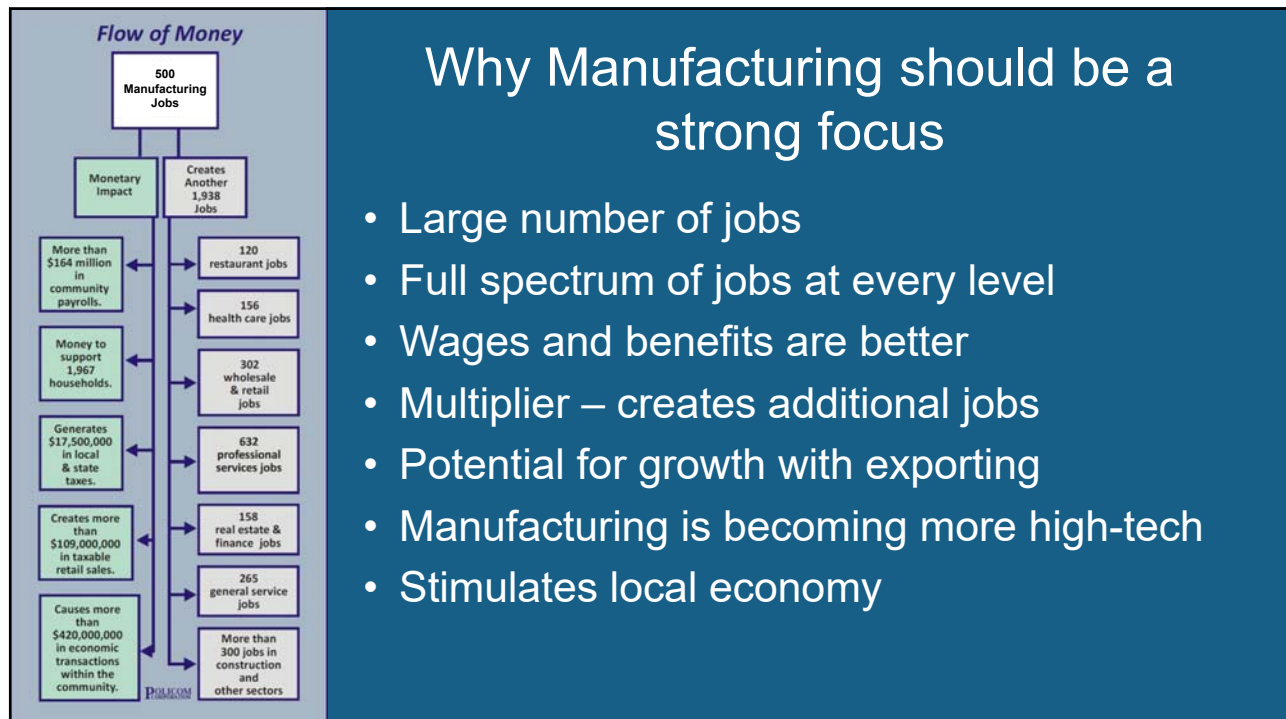 Flow of Money
500
Manufacturing
Jobs
Monetary
Impact
Creates
Another
1,938
Jobs
More than
$164 million
in
community
payrolls.
Money to
support
1,967
households.
Generates
$17,500,000
in local
& state
taxes.
Creates more
than
$109,000,000
in taxable
retail sales.
Causes more
than
$420,000,000
in economic
transactions
within the
community.
120
restaurant jobs
156
health care jobs
302
wholesale
& retail
jobs
632
professional
services jobs
158
real estate &
finance jobs
265
general service
jobs
More than
300 jobs in
construction
and
other sectors
POLICOM
CORPORATION
Why Manufacturing should be a
strong focus
• Large number of jobs
• Full spectrum of jobs at every level
• Wages and benefits are better
• Multiplier – creates additional jobs
• Potential for growth with exporting
• Manufacturing is becoming more high-tech
• Stimulates local economy